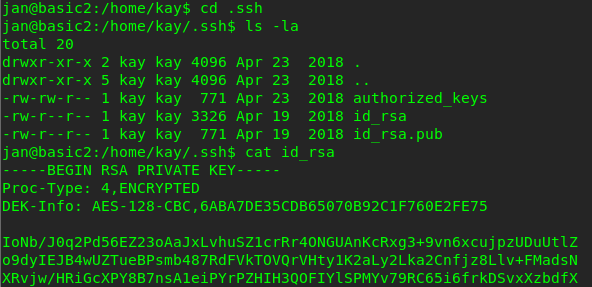 jan@basic2:/home/kay$ cd .ssh
jan@basic2:/home/kay/.ssh$ ls -la
total 20
drwxr-xr-x 2 kay kay 4096 Apr 23  2018 .
drwxr-xr-x 5 kay kay 4096 Apr 23  2018 ..
-rw-rw-r-- 1 kay kay  771 Apr 23  2018 authorized_keys
-rw-r--r-- 1 kay kay 3326 Apr 19  2018 id_rsa
-rw-r--r-- 1 kay kay  771 Apr 19  2018 id_rsa.pub
jan@basic2:/home/kay/.ssh$ cat id_rsa
-----BEGIN RSA PRIVATE KEY-----
Proc-Type: 4,ENCRYPTED
DEK-Info: AES-128-CBC,6ABA7DE35CDB65070B92C1F760E2FE75

IoNb/J0q2Pd56EZ23oAaJxLvhuSZ1crRr4ONGUAnKcRxg3+9vn6xcujpzUDuUtlZ
o9dyIEJB4wUZTueBPsmb487RdFVkTOVQrVHty1K2aLy2Lka2Cnfjz8Llv+FMadsN
XRvjw/HRiGcXPY8B7nsA1eiPYrPZHIH3QOFIYlSPMYv79RC65i6frkDSvxXzbdfX